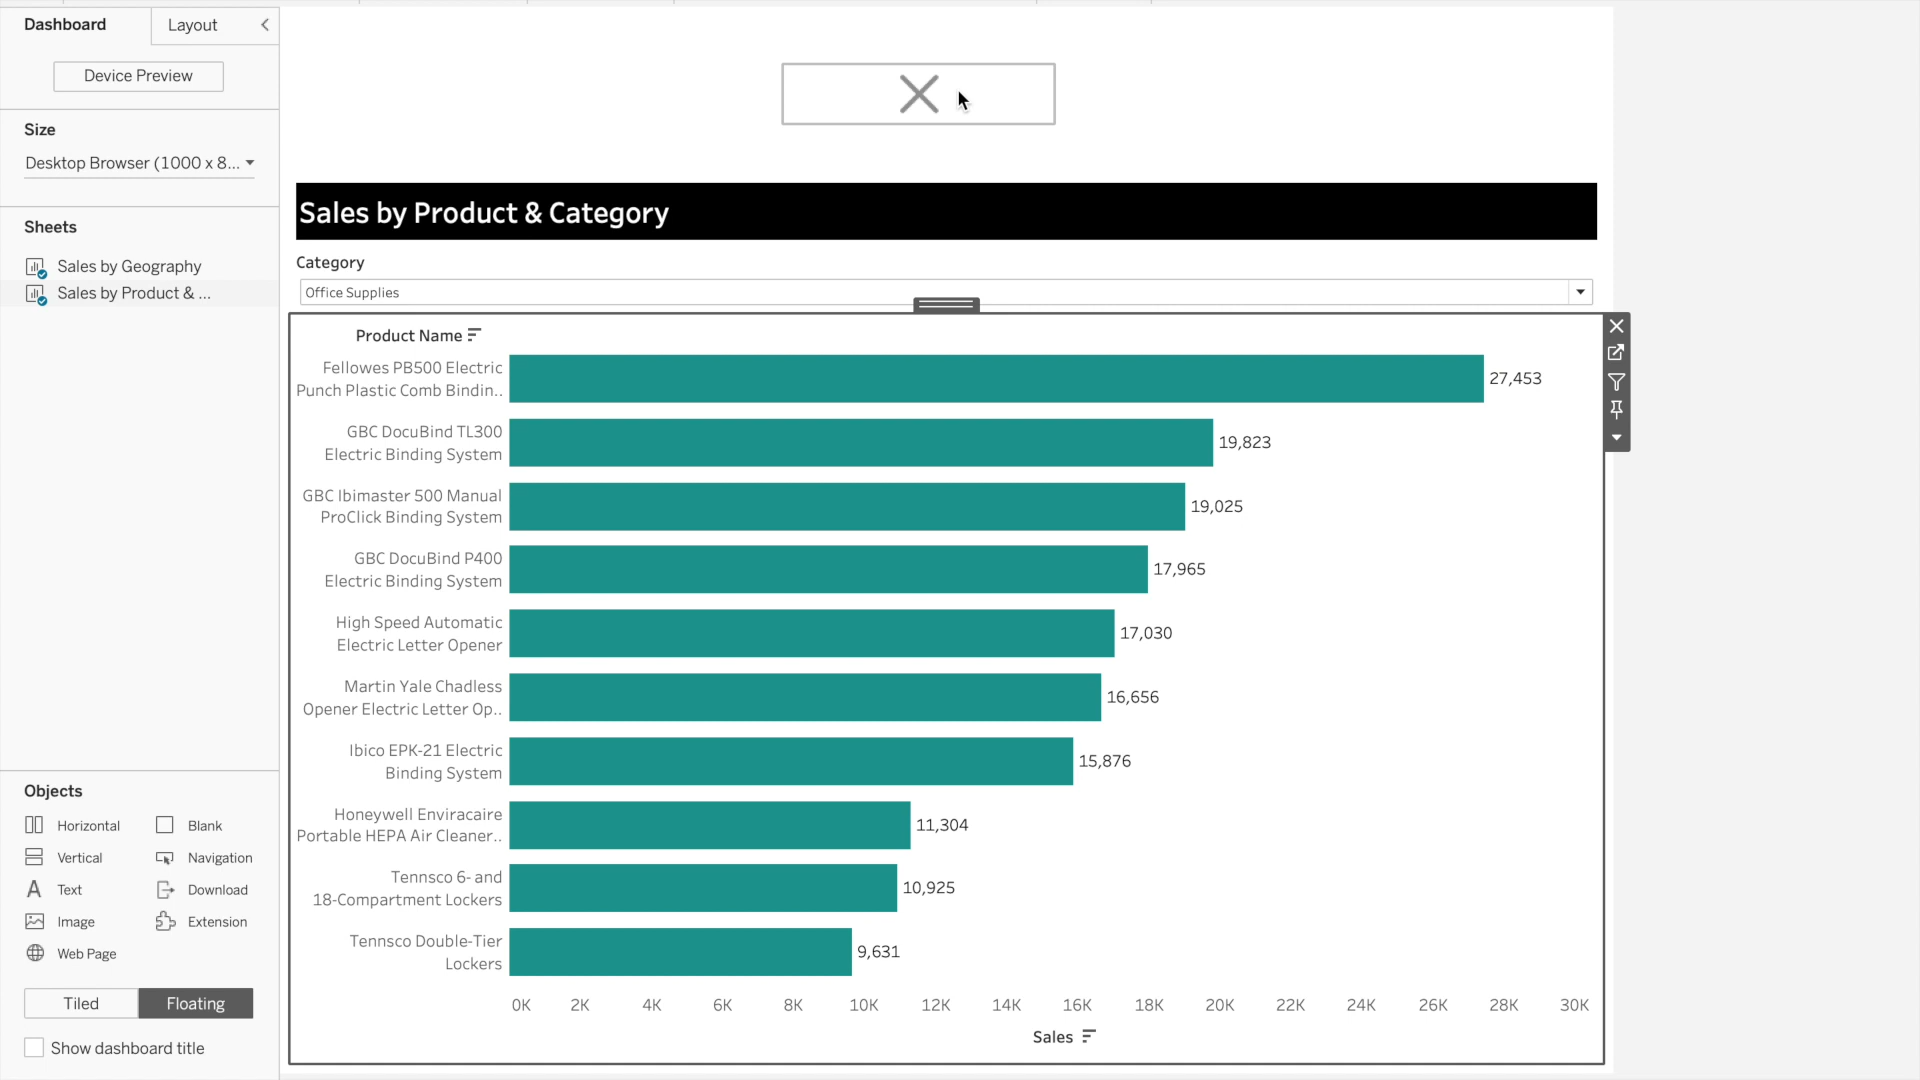 Dashboard
Layout
Device Preview
Size
Desktop Browser (1000 x 8...
Sheets
Sales by Geography
Sales by Product & ...
Sales by Product & Category
Category
Office Supplies
Product Name
Fellowes PB500 Electric
Punch Plastic Comb Bindin..
27,453
GBC DocuBind TL300
Electric Binding System
19,823
GBC Ibimaster 500 Manual
ProClick Binding System
19,025
GBC DocuBind P400
Electric Binding System
17,965
High Speed Automatic
Electric Letter Opener
17,030
Martin Yale Chadless
Opener Electric Letter Op..
16,656
Ibico EPK-21 Electric
Binding System
15,876
Honeywell Enviracaire
Portable HEPA Air Cleaner..
11,304
Tennsco 6- and
18-Compartment Lockers
10,925
Tennsco Double-Tier
Lockers
9,631
0K 2K 4K 6K 8K 10K 12K 14K 16K 18K 20K 22K 24K 26K 28K 30K
Sales
Objects
Horizontal Blank
Vertical Navigation
Text Download
Image Extension
Web Page
Tiled Floating
Show dashboard title